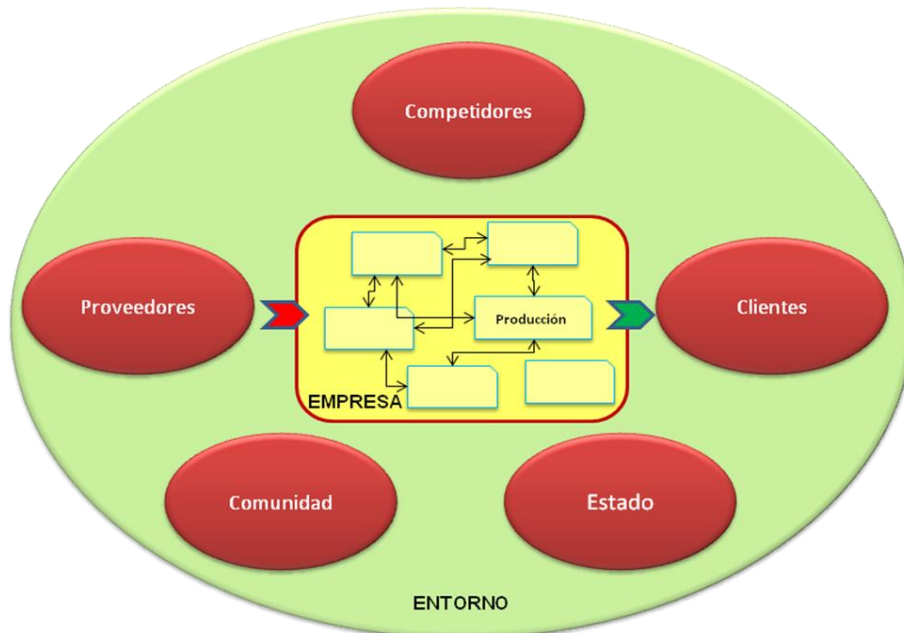 Competidores
Proveedores
Producción
Clientes
EMPRESA
Comunidad
Estado
ENTORNO